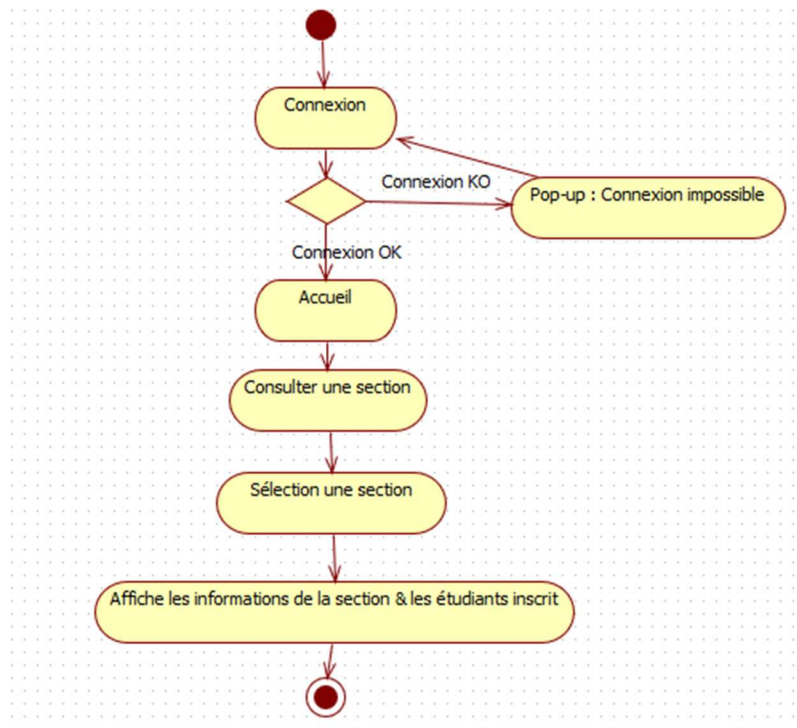 Connexion
Connexion KO
Pop-up : Connexion impossible
Connexion OK
Accueil
Consulter une section
Sélection une section
Affiche les informations de la section & les étudiants inscrit